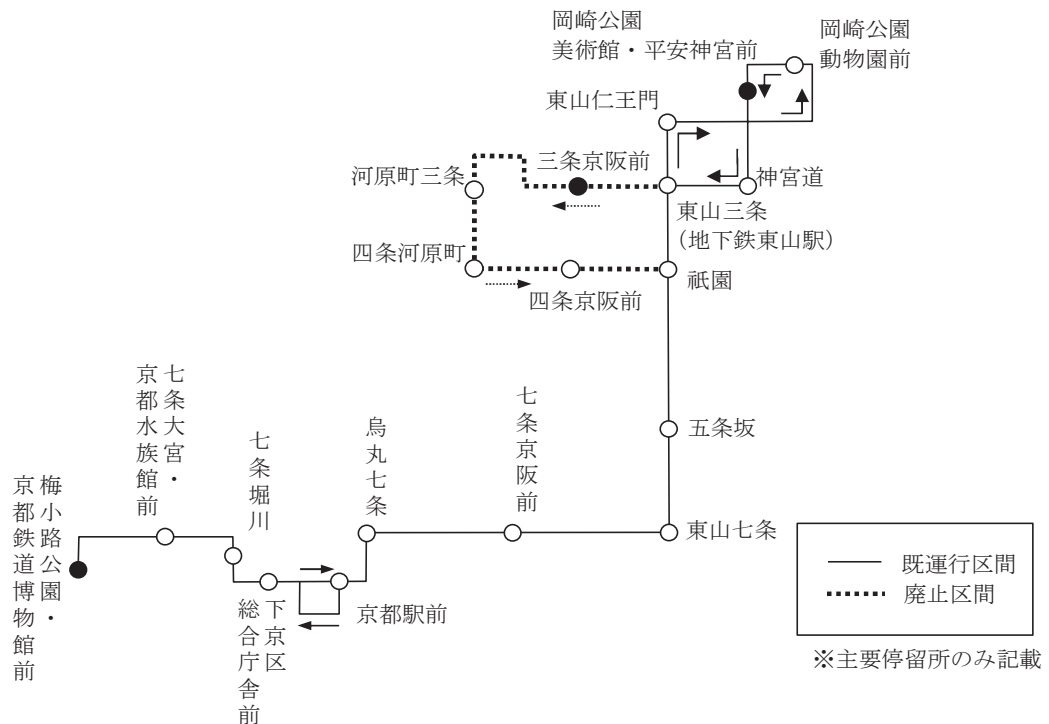 岡崎公園
美術館・平安神宮前
岡崎公園
動物園前
東山仁王門
三条京阪前
河原町三条
神宮道
東山三条
（地下鉄東山駅）
四条河原町
四条京阪前
祇園
七条大宮・
京都水族館前
七条堀川
烏丸七条
七条京阪前
五条坂
梅小路公園・
京都鉄道博物館前
東山七条
下京区
総合庁舎前
京都駅前
既運行区間
廃止区間
※主要停留所のみ記載